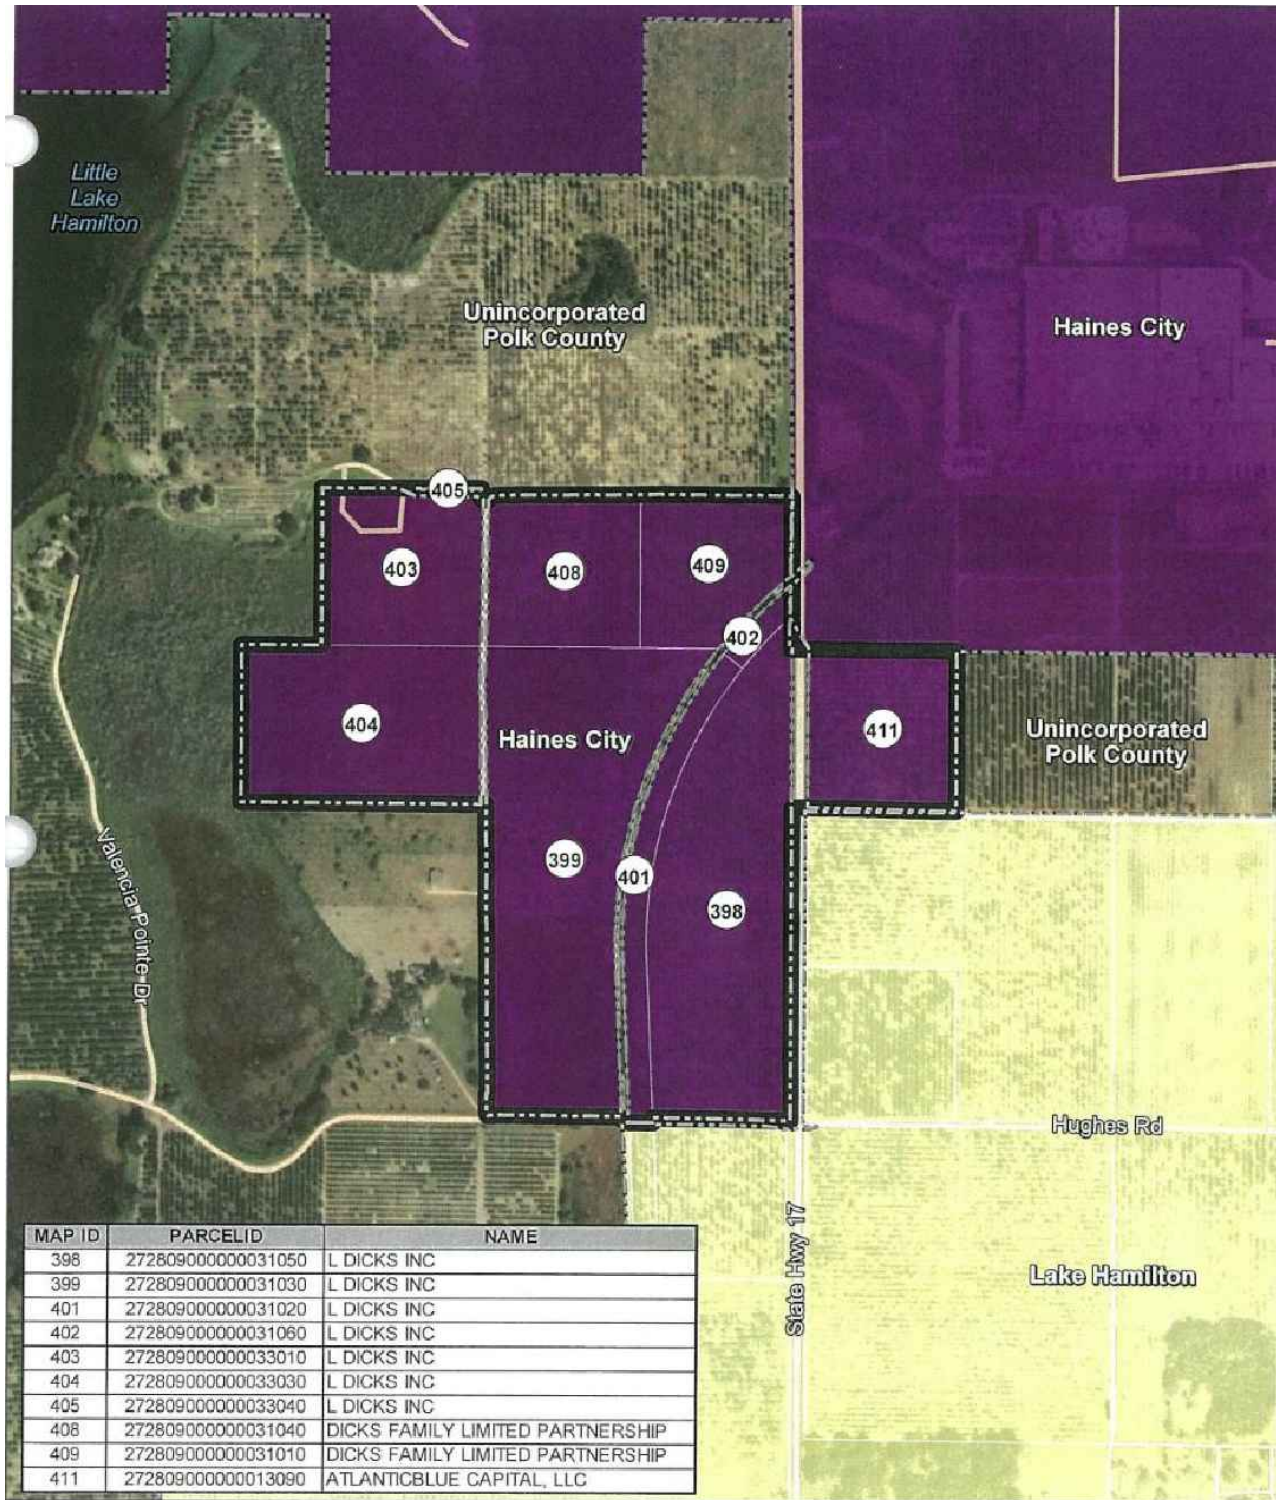 Little
Lake
Hamilton
Unincorporated
Polk County
Haines City
405
403
408
409
402
404
Haines City
411
Unincorporated
Polk County
399
401
398
Valencia Pointe Dr
Hughes Rd
State Hwy 17
Lake Hamilton
MAP ID PARCELID NAME
398 272809000000031050 L DICKS INC
399 272809000000031030 L DICKS INC
401 272809000000031020 L DICKS INC
402 272809000000031060 L DICKS INC
403 272809000000033010 L DICKS INC
404 272809000000033030 L DICKS INC
405 272809000000033040 L DICKS INC
408 272809000000031040 DICKS FAMILY LIMITED PARTNERSHIP
409 272809000000031010 DICKS FAMILY LIMITED PARTNERSHIP
411 272809000000013090 ATLANTICBLUE CAPITAL, LLC